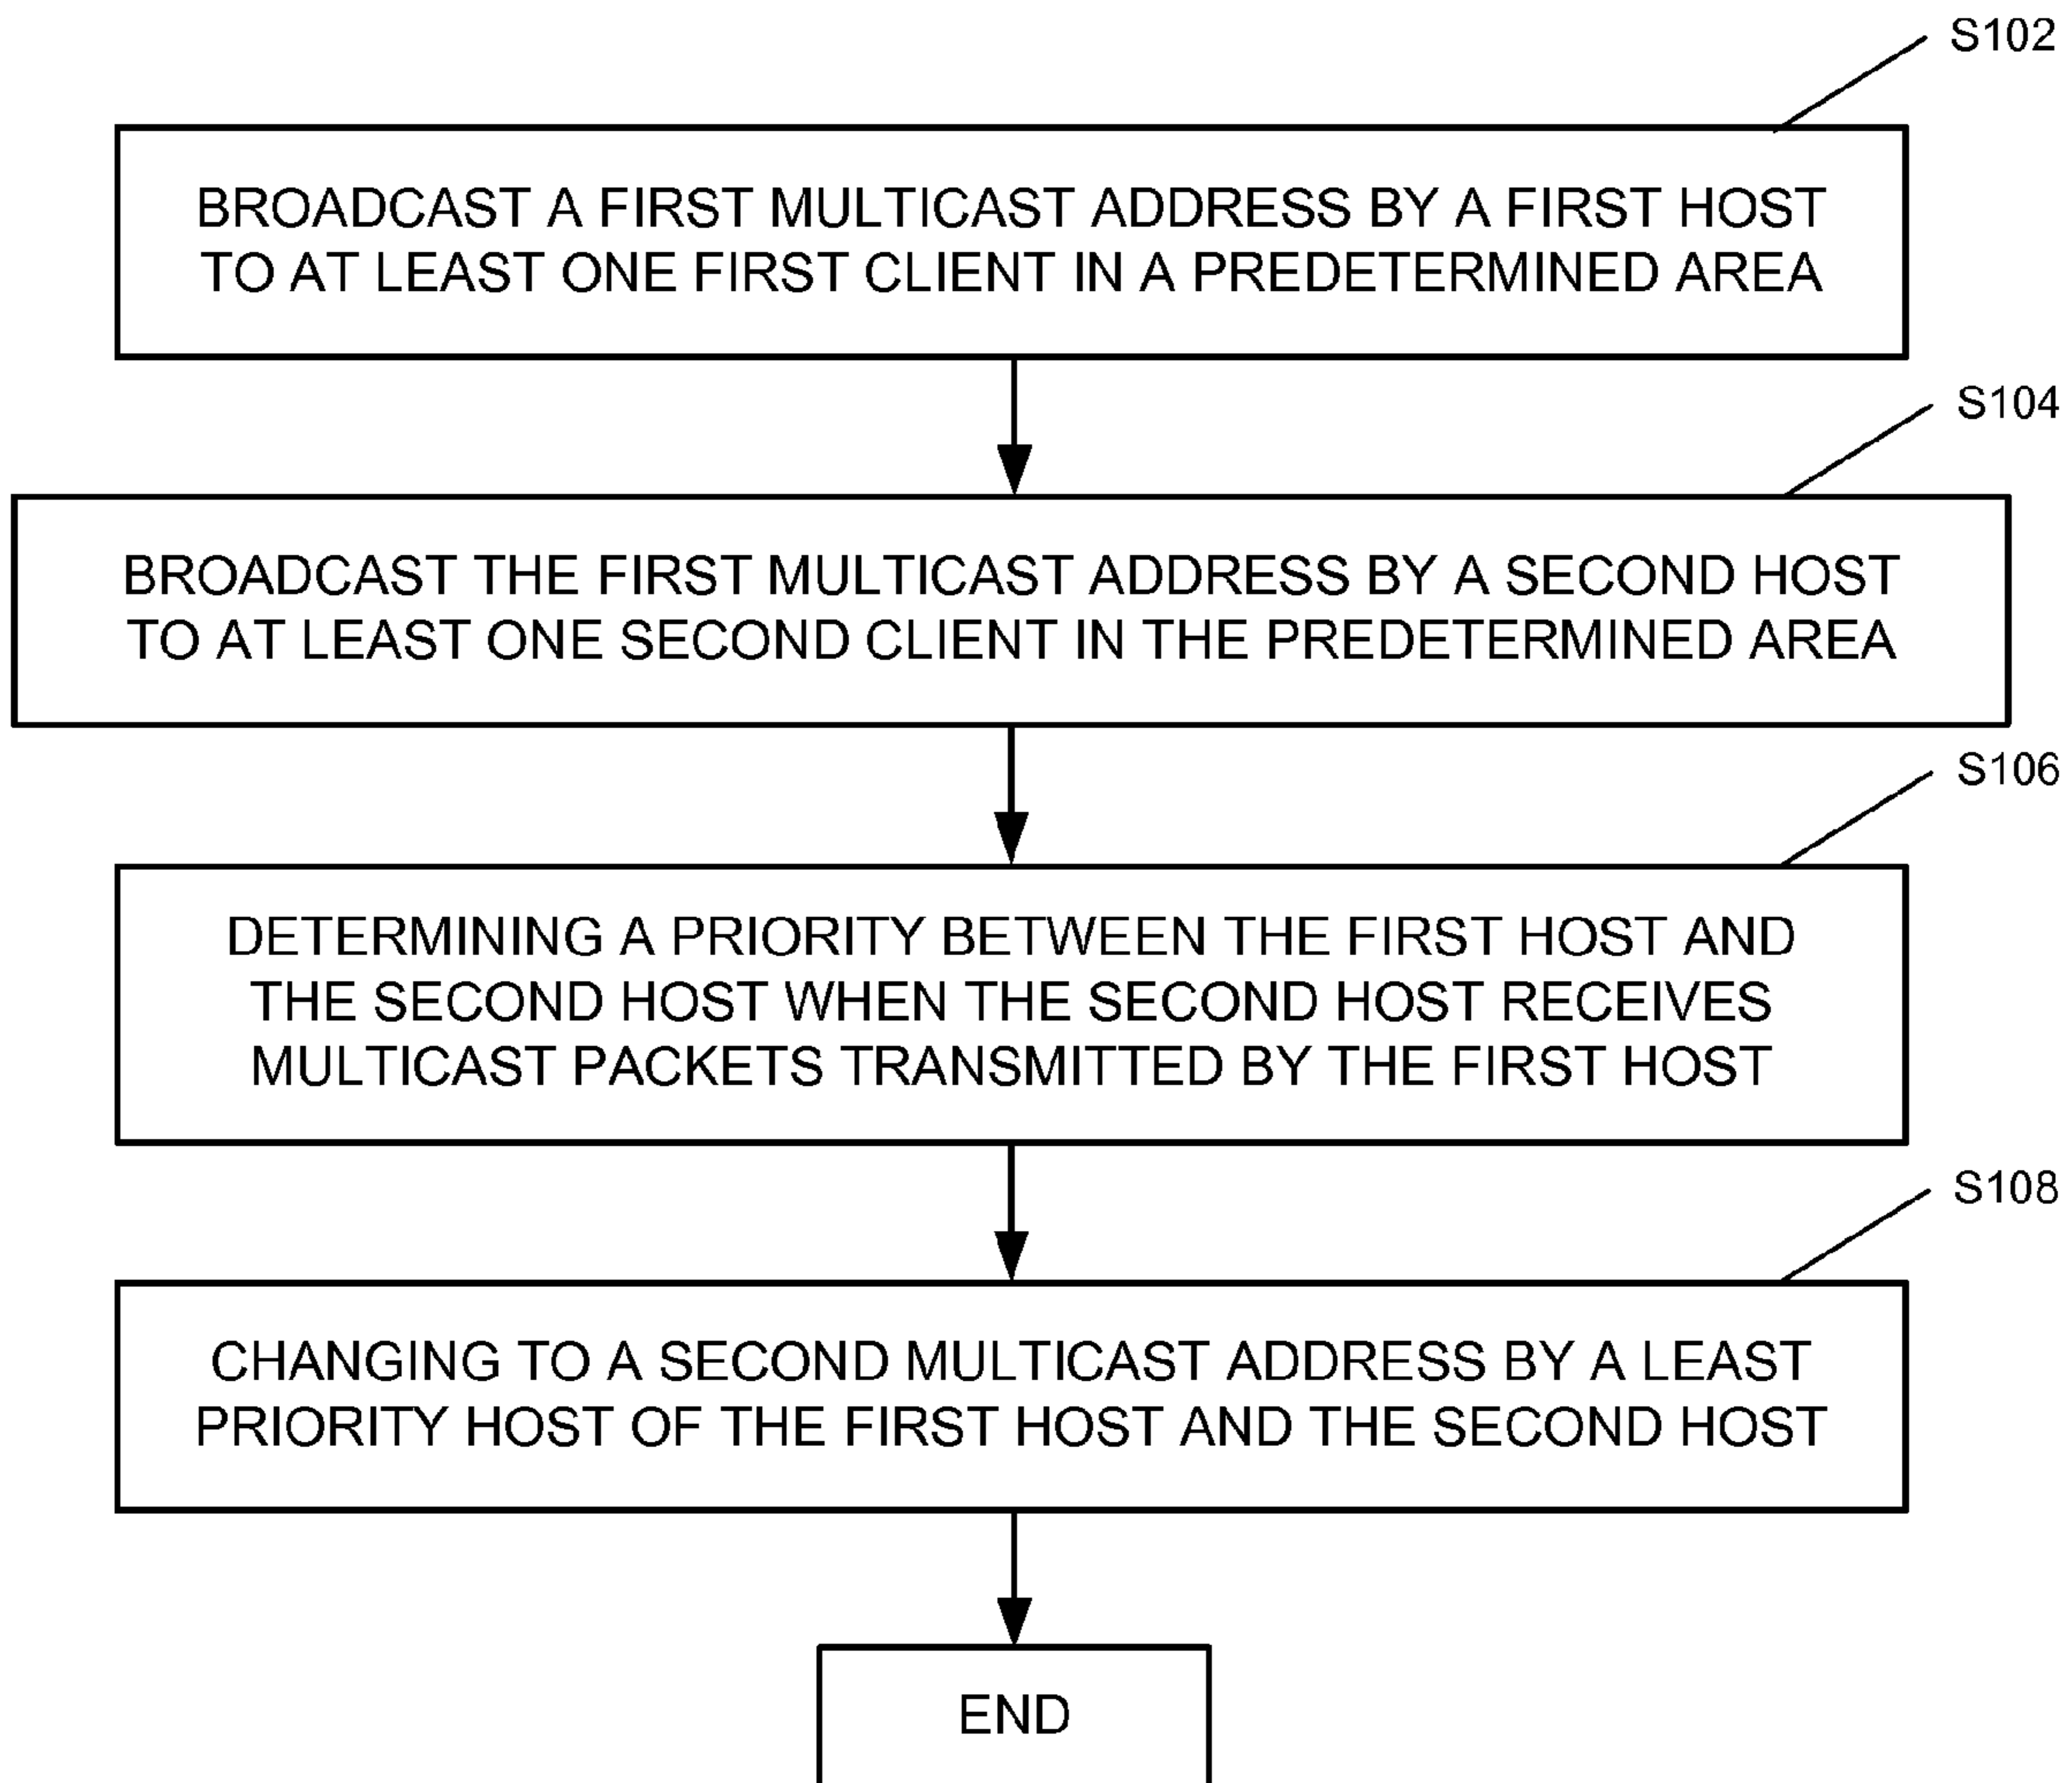 S102
BROADCAST A FIRST MULTICAST ADDRESS BY A FIRST HOST
TO AT LEAST ONE FIRST CLIENT IN A PREDETERMINED AREA
S104
BROADCAST THE FIRST MULTICAST ADDRESS BY A SECOND HOST
TO AT LEAST ONE SECOND CLIENT IN THE PREDETERMINED AREA
S106
DETERMINING A PRIORITY BETWEEN THE FIRST HOST AND
THE SECOND HOST WHEN THE SECOND HOST RECEIVES
MULTICAST PACKETS TRANSMITTED BY THE FIRST HOST
S108
CHANGING TO A SECOND MULTICAST ADDRESS BY A LEAST
PRIORITY HOST OF THE FIRST HOST AND THE SECOND HOST
END